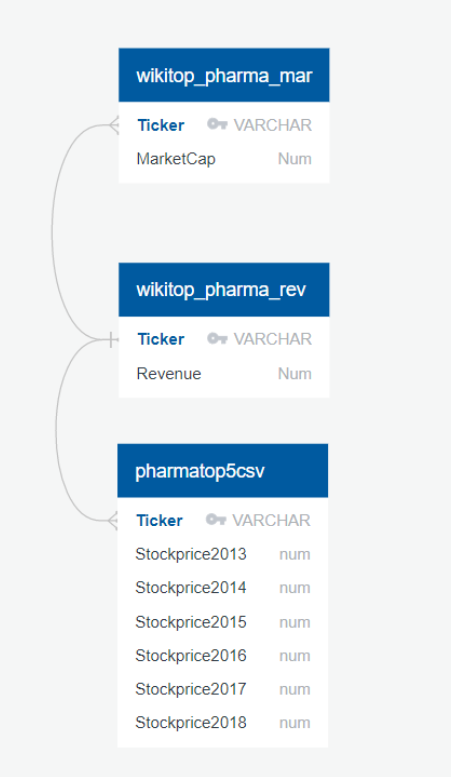 wikitop_pharma_mar
Ticker VARCHAR
MarketCap Num
wikitop_pharma_rev
Ticker VARCHAR
Revenue Num
pharmatop5csv
Ticker VARCHAR
Stockprice2013 num
Stockprice2014 num
Stockprice2015 num
Stockprice2016 num
Stockprice2017 num
Stockprice2018 num